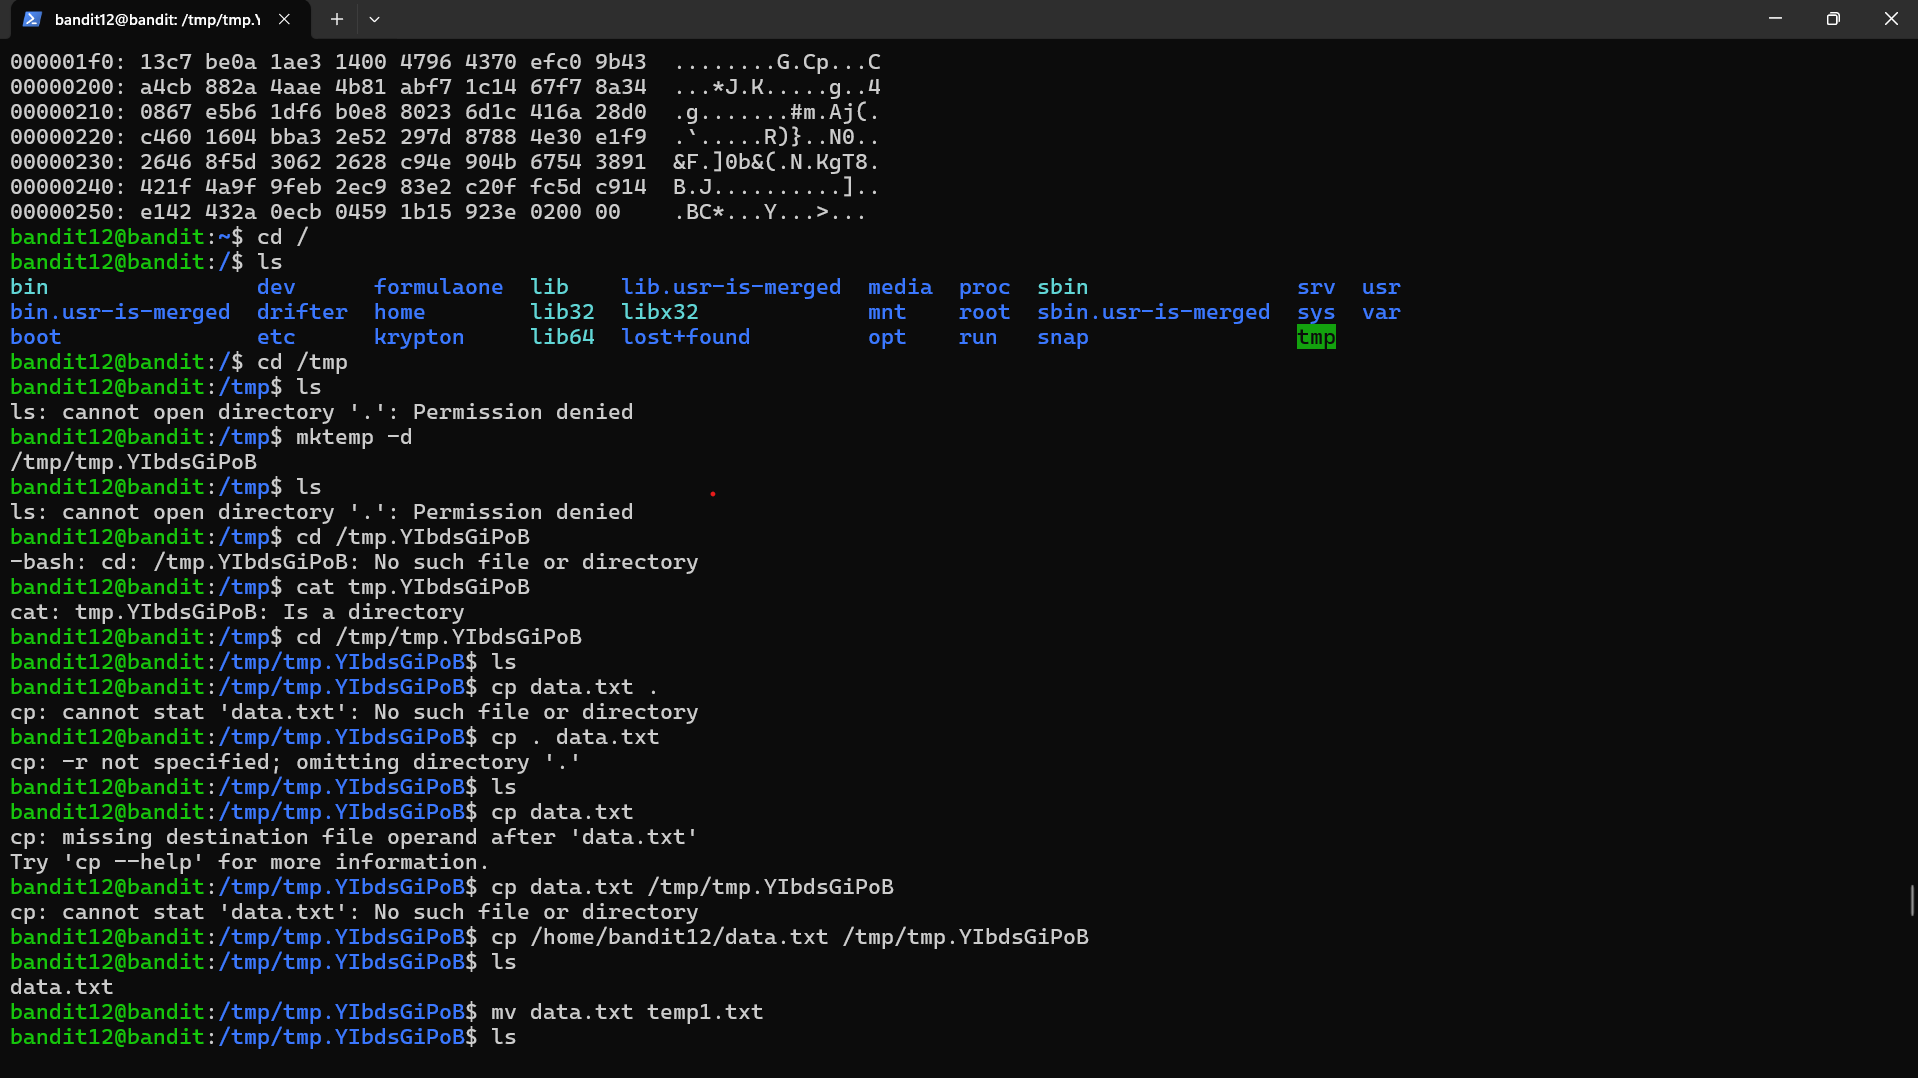 bandit12@bandit: /tmp/tmp.Y
000001f0: 13c7 be0a 1ae3 1400 4796 4370 efc0 9b43  ........G.Cp...C
00000200: a4cb 882a 4aae 4b81 abf7 1c14 67f7 8a34  ...*J.K.....g..4
00000210: 0867 e5b6 1df6 b0e8 8023 6d1c 416a 28d0  .g.......#m.Aj(.
00000220: c460 1604 bba3 2e52 297d 8788 4e30 e1f9  .`.....R)}..N0..
00000230: 2646 8f5d 3062 2628 c94e 904b 6754 3891  &F.]0b&(.N.KgT8.
00000240: 421f 4a9f 9feb 2ec9 83e2 c20f fc5d c914  B.J..........]..
00000250: e142 432a 0ecb 0459 1b15 923e 0200 00    .BC*...Y...>...
bandit12@bandit:~$ cd /
bandit12@bandit:/$ ls
bin                dev      formulaone  lib    lib.usr-is-merged  media  proc  sbin                srv  usr
bin.usr-is-merged  drifter  home        lib32  libx32             mnt    root  sbin.usr-is-merged  sys  var
boot               etc      krypton     lib64  lost+found         opt    run   snap                tmp
bandit12@bandit:/$ cd /tmp
bandit12@bandit:/tmp$ ls
ls: cannot open directory '.': Permission denied
bandit12@bandit:/tmp$ mktemp -d
/tmp/tmp.YIbdsGiPoB
bandit12@bandit:/tmp$ ls
ls: cannot open directory '.': Permission denied
bandit12@bandit:/tmp$ cd /tmp.YIbdsGiPoB
-bash: cd: /tmp.YIbdsGiPoB: No such file or directory
bandit12@bandit:/tmp$ cat tmp.YIbdsGiPoB
cat: tmp.YIbdsGiPoB: Is a directory
bandit12@bandit:/tmp$ cd /tmp/tmp.YIbdsGiPoB
bandit12@bandit:/tmp/tmp.YIbdsGiPoB$ ls
bandit12@bandit:/tmp/tmp.YIbdsGiPoB$ cp data.txt .
cp: cannot stat 'data.txt': No such file or directory
bandit12@bandit:/tmp/tmp.YIbdsGiPoB$ cp . data.txt
cp: -r not specified; omitting directory '.'
bandit12@bandit:/tmp/tmp.YIbdsGiPoB$ ls
bandit12@bandit:/tmp/tmp.YIbdsGiPoB$ cp data.txt
cp: missing destination file operand after 'data.txt'
Try 'cp --help' for more information.
bandit12@bandit:/tmp/tmp.YIbdsGiPoB$ cp data.txt /tmp/tmp.YIbdsGiPoB
cp: cannot stat 'data.txt': No such file or directory
bandit12@bandit:/tmp/tmp.YIbdsGiPoB$ cp /home/bandit12/data.txt /tmp/tmp.YIbdsGiPoB
bandit12@bandit:/tmp/tmp.YIbdsGiPoB$ ls
data.txt
bandit12@bandit:/tmp/tmp.YIbdsGiPoB$ mv data.txt temp1.txt
bandit12@bandit:/tmp/tmp.YIbdsGiPoB$ ls